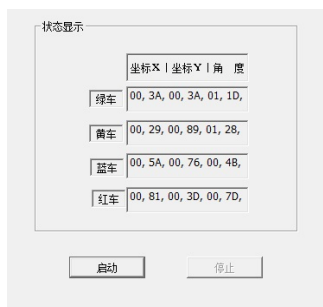 状态显示
坐标X | 坐标Y | 角 度
绿车 00, 3A, 00, 3A, 01, 1D,
黄车 00, 29, 00, 89, 01, 28,
蓝车 00, 5A, 00, 76, 00, 4B,
红车 00, 81, 00, 3D, 00, 7D,
启动 停止